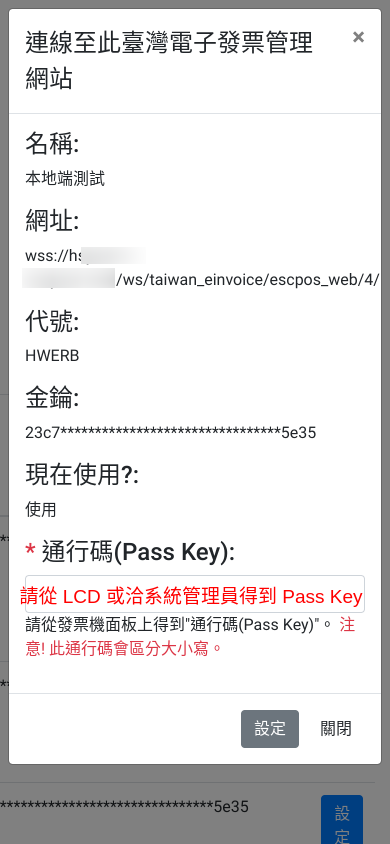 連線至此臺灣電子發票管理
網站
×
名稱:
本地端測試
網址:
wss://hs
/ws/taiwan_einvoice/escpos_web/4/
代號:
HWERB
金鑰:
23c7********************************5e35
現在使用?:
使用
* 通行碼(Pass Key):
請從 LCD 或洽系統管理員得到 Pass Key
請從發票機面板上得到"通行碼(Pass Key)"。 注
意! 此通行碼會區分大小寫。
設定 關閉
********************************5e35
設
定